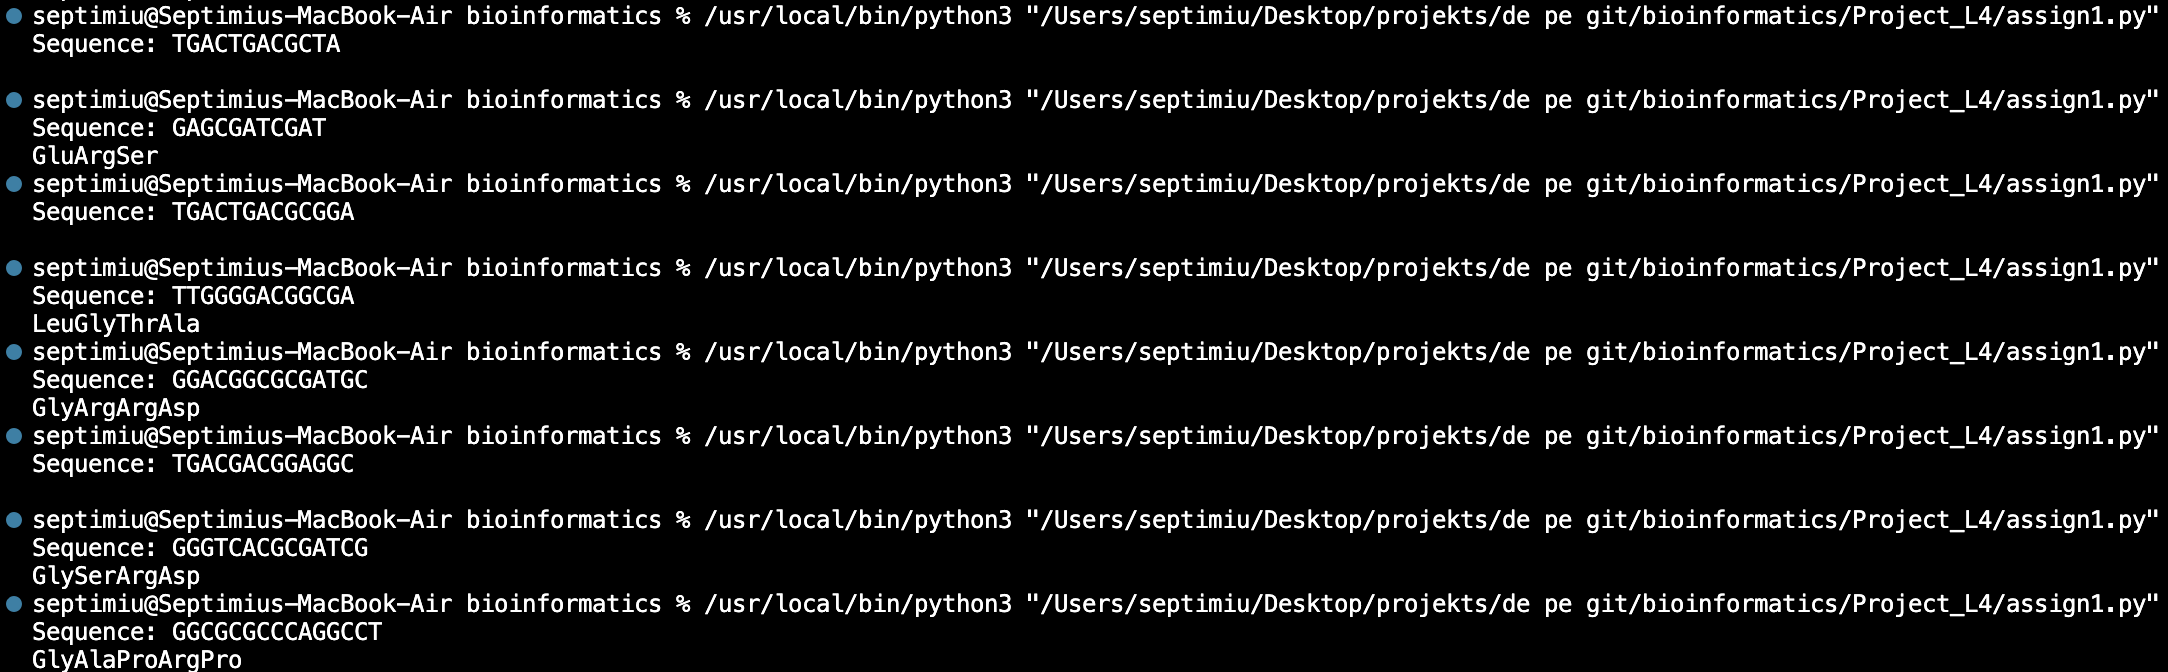 septimiu@Septimius-MacBook-Air bioinformatics % /usr/local/bin/python3 "/Users/septimiu/Desktop/projekts/de pe git/bioinformatics/Project_L4/assign1.py"
Sequence: TGACTGACGCTA
septimiu@Septimius-MacBook-Air bioinformatics % /usr/local/bin/python3 "/Users/septimiu/Desktop/projekts/de pe git/bioinformatics/Project_L4/assign1.py"
Sequence: GAGCGATCGAT
GluArgSer
septimiu@Septimius-MacBook-Air bioinformatics % /usr/local/bin/python3 "/Users/septimiu/Desktop/projekts/de pe git/bioinformatics/Project_L4/assign1.py"
Sequence: TGACTGACGCGGA
septimiu@Septimius-MacBook-Air bioinformatics % /usr/local/bin/python3 "/Users/septimiu/Desktop/projekts/de pe git/bioinformatics/Project_L4/assign1.py"
Sequence: TTGGGGACGGCGA
LeuGlyThrAla
septimiu@Septimius-MacBook-Air bioinformatics % /usr/local/bin/python3 "/Users/septimiu/Desktop/projekts/de pe git/bioinformatics/Project_L4/assign1.py"
Sequence: GGACGGCGCGATGC
GlyArgArgAsp
septimiu@Septimius-MacBook-Air bioinformatics % /usr/local/bin/python3 "/Users/septimiu/Desktop/projekts/de pe git/bioinformatics/Project_L4/assign1.py"
Sequence: TGACGACGGAGGC
septimiu@Septimius-MacBook-Air bioinformatics % /usr/local/bin/python3 "/Users/septimiu/Desktop/projekts/de pe git/bioinformatics/Project_L4/assign1.py"
Sequence: GGGTCACGCGATCG
GlySerArgAsp
septimiu@Septimius-MacBook-Air bioinformatics % /usr/local/bin/python3 "/Users/septimiu/Desktop/projekts/de pe git/bioinformatics/Project_L4/assign1.py"
Sequence: GGCGCGCCCAGGCCT
GlyAlaProArgPro